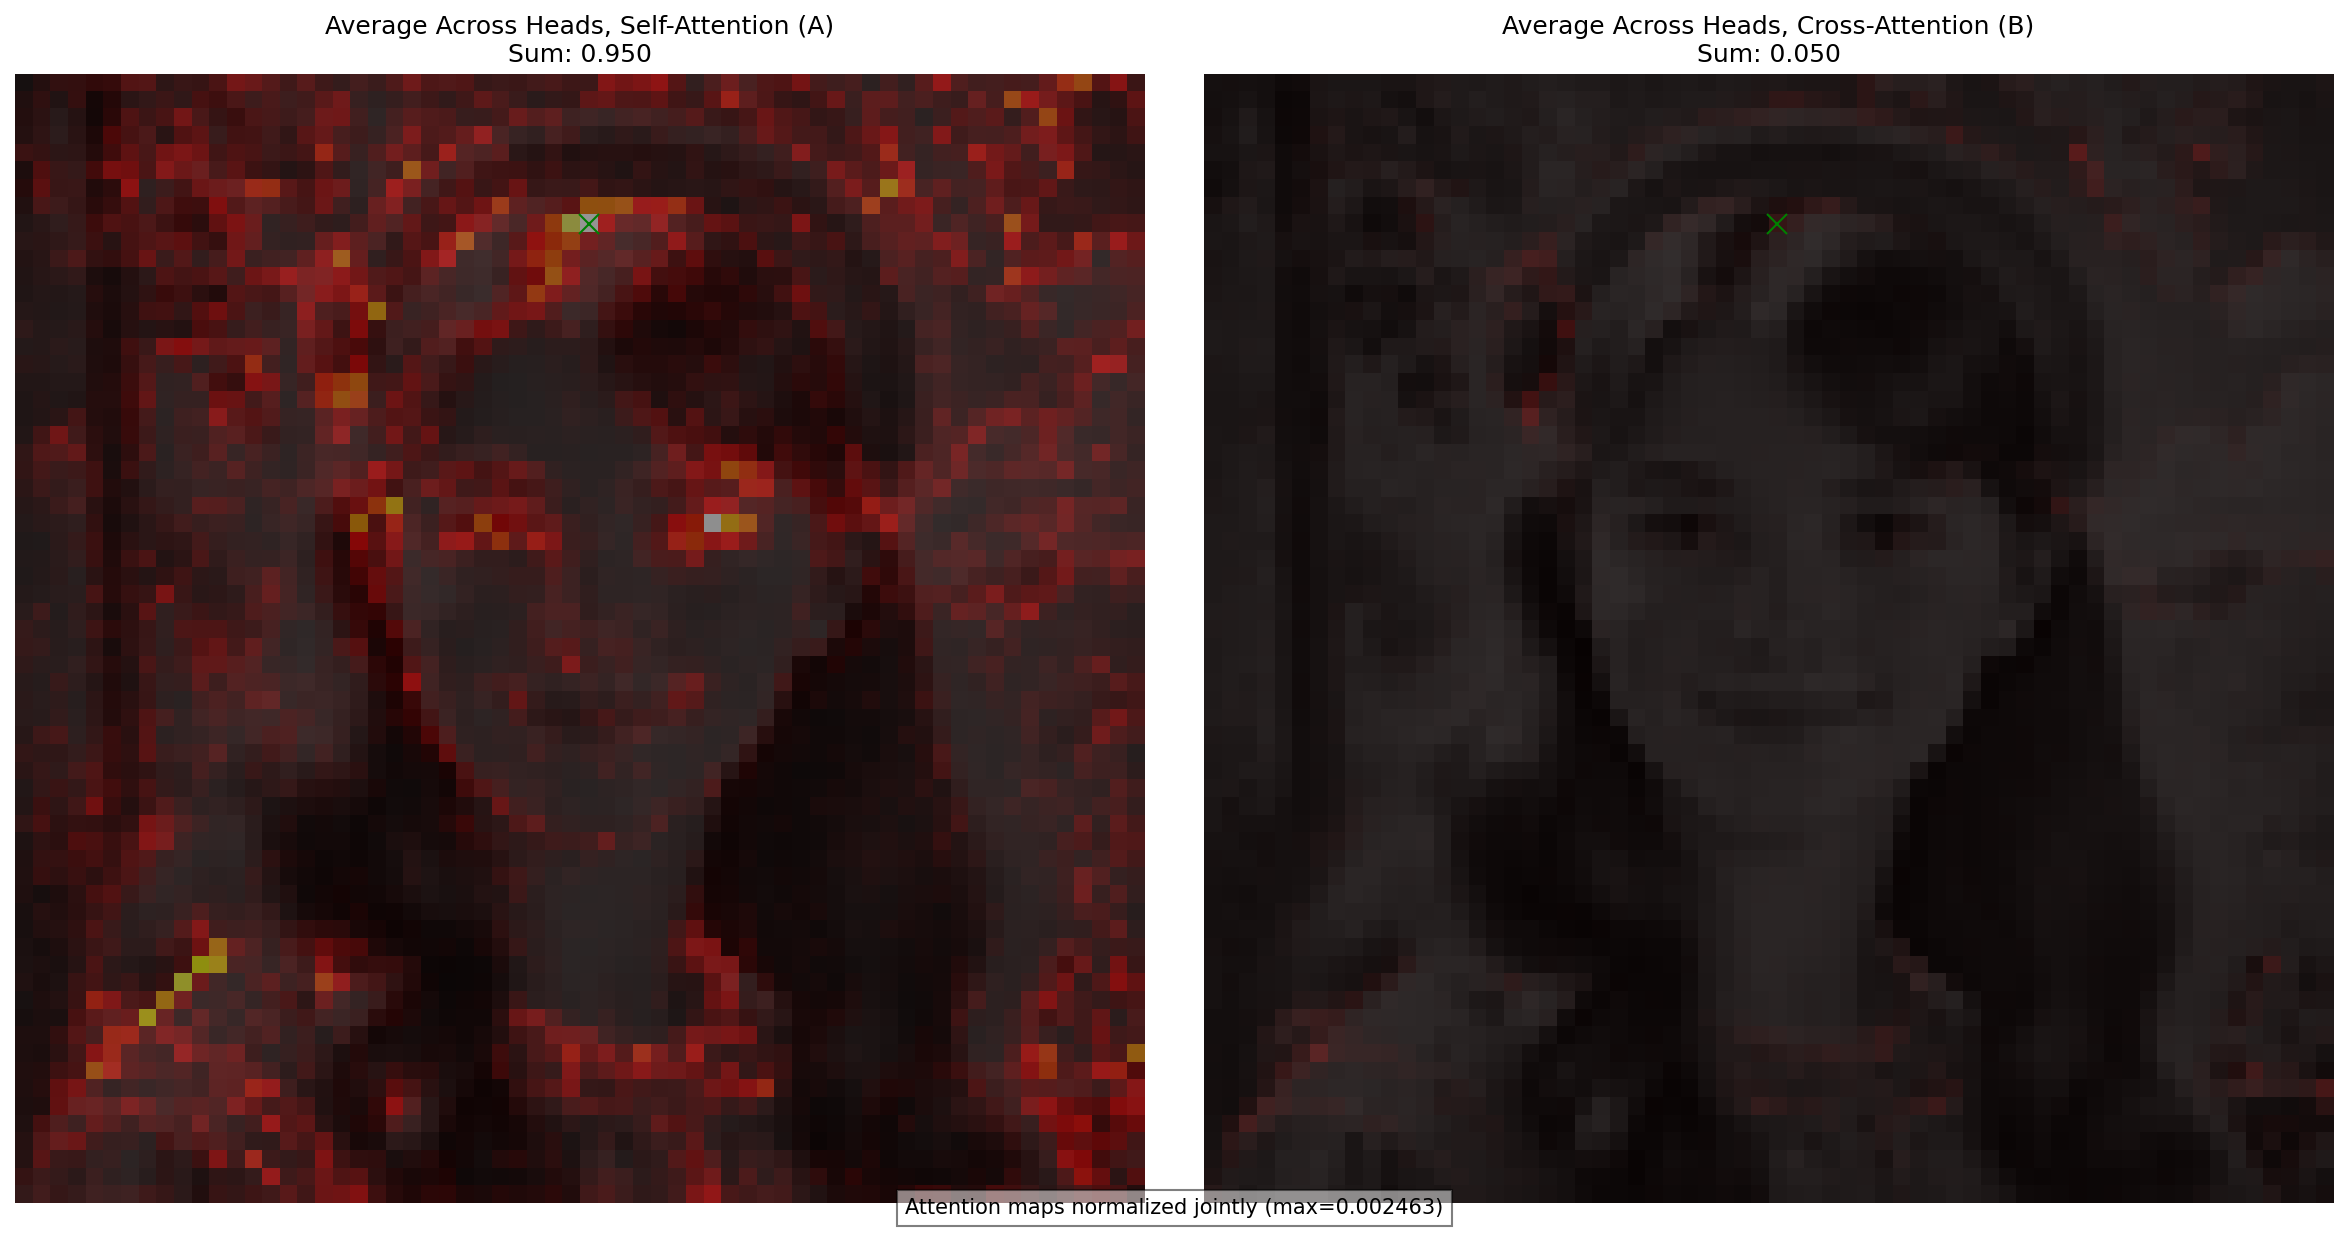 Average Across Heads, Self-Attention (A)
Sum: 0.950
Average Across Heads, Cross-Attention (B)
Sum: 0.050
Attention maps normalized jointly (max=0.002463)